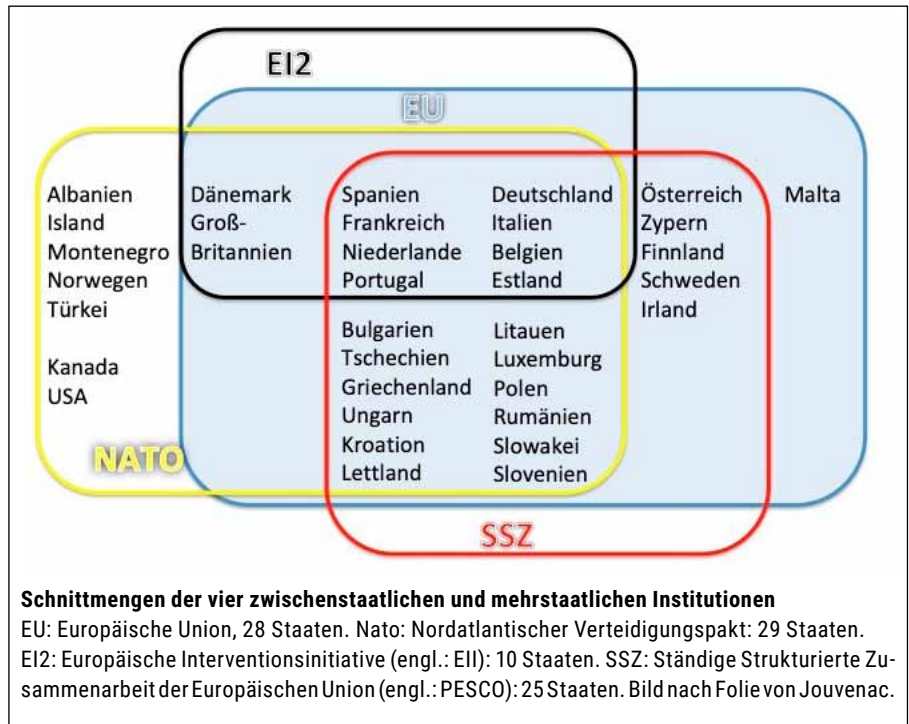 EI2
EU
Albanien
Island
Montenegro
Norwegen
Türkei
Kanada
USA
Dänemark
Groß-
Britannien
Spanien
Frankreich
Niederlande
Portugal
Deutschland
Italien
Belgien
Estland
Österreich
Zypern
Finnland
Schweden
Irland
Malta
Bulgarien
Tschechien
Griechenland
Ungarn
Kroation
Lettland
Litauen
Luxemburg
Polen
Rumänien
Slowakei
Slovenien
NATO
SSZ
Schnittmengen der vier zwischenstaatlichen und mehrstaatlichen Institutionen
EU: Europäische Union, 28 Staaten. Nato: Nordatlantischer Verteidigungspakt: 29 Staaten.
EI2: Europäische Interventionsinitiative (engl.: EII): 10 Staaten. SSZ: Ständige Strukturierte Zu-
sammenarbeit der Europäischen Union (engl.: PESCO): 25 Staaten. Bild nach Folie von Jouvenac.